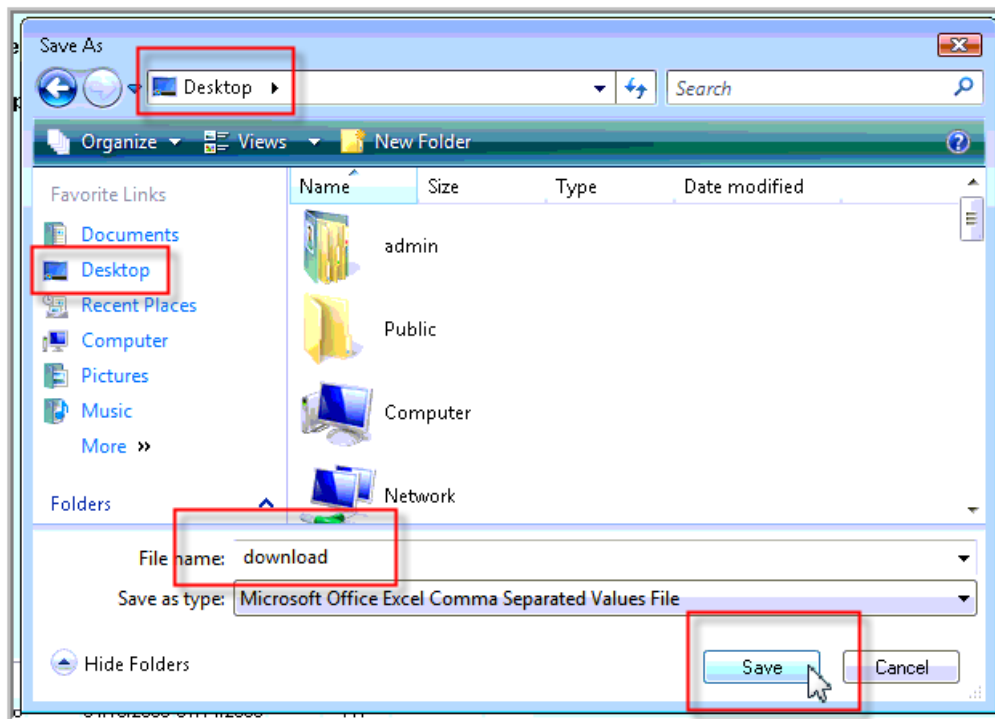 Save As
Desktop
Search
Organize Views New Folder
Favorite Links
Documents
Desktop
Recent Places
Computer
Pictures
Music
More »
Folders
Name Size Type Date modified
admin
Public
Computer
Network
File name: download
Save as type: Microsoft Office Excel Comma Separated Values File
Hide Folders
Save Cancel